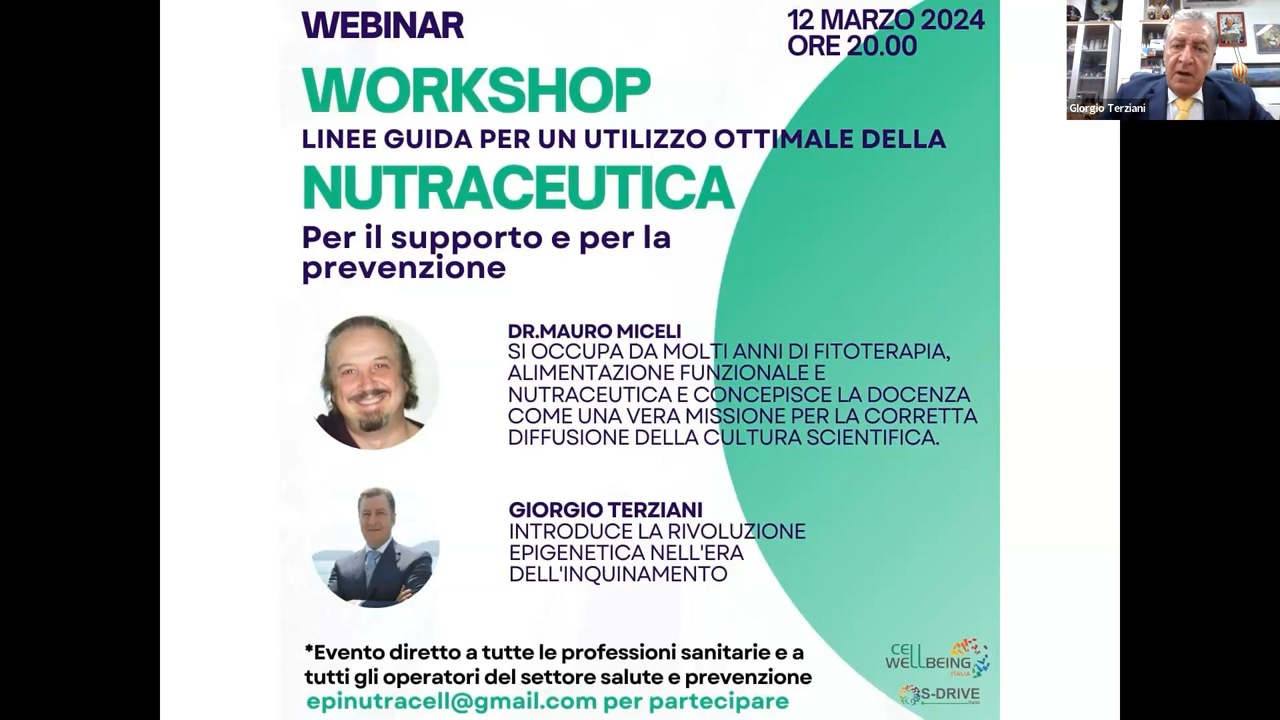 WEBINAR
12 MARZO 2024
ORE 20.00
Giorgio Terziani
WORKSHOP
LINEE GUIDA PER UN UTILIZZO OTTIMALE DELLA
NUTRACEUTICA
Per il supporto e per la
prevenzione
DR.MAURO MICELI
SI OCCUPA DA MOLTI ANNI DI FITOTERAPIA,
ALIMENTAZIONE FUNZIONALE E
NUTRACEUTICA E CONCEPISCE LA DOCENZA
COME UNA VERA MISSIONE PER LA CORRETTA
DIFFUSIONE DELLA CULTURA SCIENTIFICA.
GIORGIO TERZIANI
INTRODUCE LA RIVOLUZIONE
EPIGENETICA NELL'ERA
DELL'INQUINAMENTO
*Evento diretto a tutte le professioni sanitarie e a
tutti gli operatori del settore salute e prevenzione
epinutracell@gmail.com per partecipare
CELL
WELLBEING
ITALIA
S-DRIVE